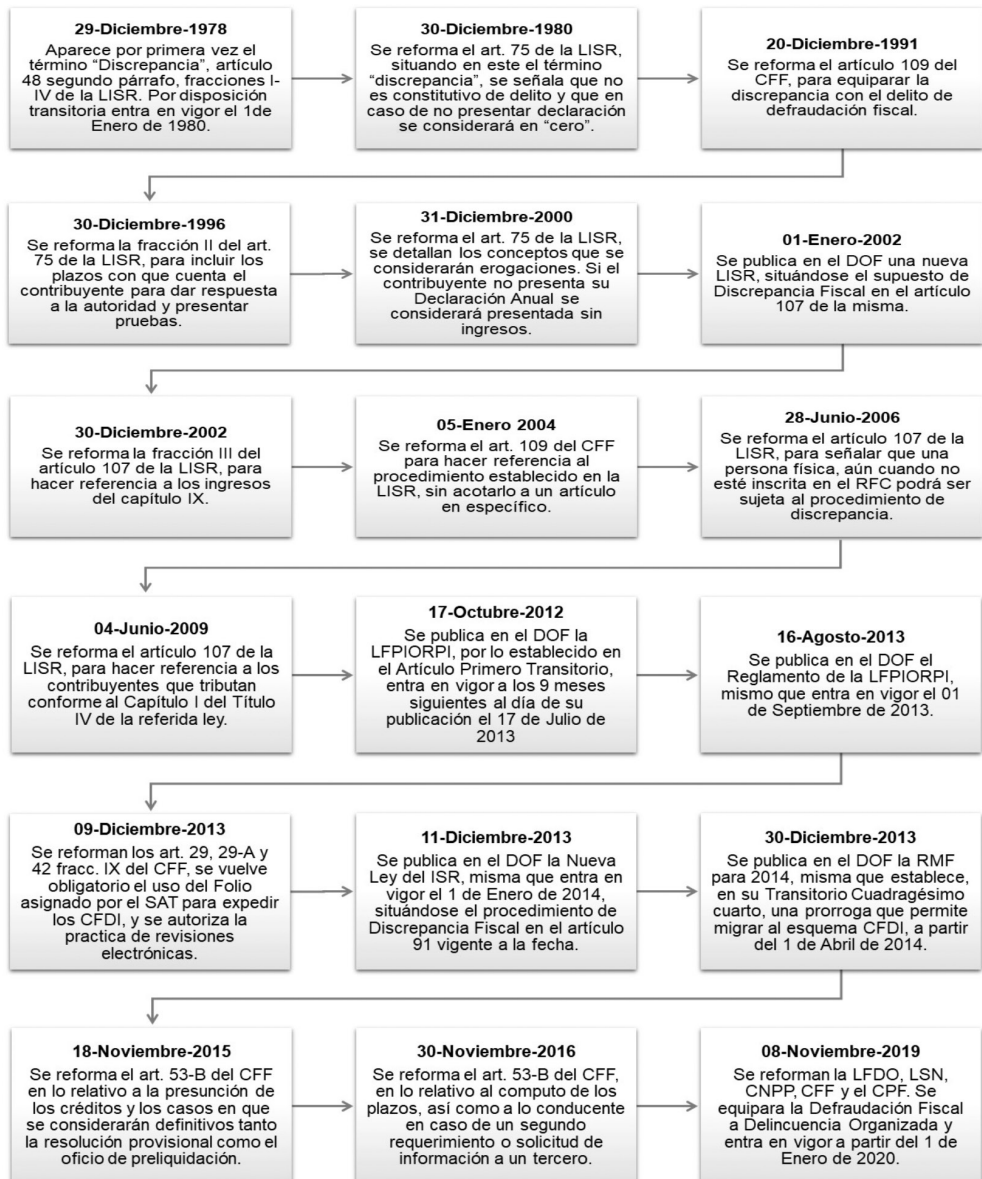 29-Diciembre-1978
Aparece por primera vez el
término “Discrepancia”, artículo
48 segundo párrafo, fracciones I-
IV de la LISR. Por disposición
transitoria entra en vigor el 1de
Enero de 1980.
30-Diciembre-1980
Se reforma el art. 75 de la LISR,
situando en este el término
“discrepancia”, se señala que no
es constitutivo de delito y que en
caso de no presentar declaración
se considerará en “cero”.
20-Diciembre-1991
Se reforma el artículo 109 del
CFF, para equiparar la
discrepancia con el delito de
defraudación fiscal.
30-Diciembre-1996
Se reforma la fracción II del art.
75 de la LISR, para incluir los
plazos con que cuenta el
contribuyente para dar respuesta
a la autoridad y presentar
pruebas.
31-Diciembre-2000
Se reforma el art. 75 de la LISR,
se detallan los conceptos que se
considerarán erogaciones. Si el
contribuyente no presenta su
Declaración Anual se
considerará presentada sin
ingresos.
01-Enero-2002
Se publica en el DOF una nueva
LISR, situándose el supuesto de
Discrepancia Fiscal en el artículo
107 de la misma.
30-Diciembre-2002
Se reforma la fracción III del
artículo 107 de la LISR, para
hacer referencia a los ingresos
del capítulo IX.
05-Enero 2004
Se reforma el art. 109 del CFF
para hacer referencia al
procedimiento establecido en la
LISR, sin acotarlo a un artículo
en específico.
28-Junio-2006
Se reforma el artículo 107 de la
LISR, para señalar que una
persona física, aún cuando no
esté inscrita en el RFC podrá ser
sujeta al procedimiento de
discrepancia.
04-Junio-2009
Se reforma el artículo 107 de la
LISR, para hacer referencia a los
contribuyentes que tributan
conforme al Capítulo I del Título
IV de la referida ley.
17-Octubre-2012
Se publica en el DOF la
LFPIORPI, por lo establecido en
el Artículo Primero Transitorio,
entra en vigor a los 9 meses
siguientes al día de su
publicación el 17 de Julio de
2013
16-Agosto-2013
Se publica en el DOF el
Reglamento de la LFPIORPI,
mismo que entra en vigor el 01
de Septiembre de 2013.
09-Diciembre-2013
Se reforman los art. 29, 29-A y
42 fracc. IX del CFF, se vuelve
obligatorio el uso del Folio
asignado por el SAT para expedir
los CFDI, y se autoriza la
practica de revisiones
electrónicas.
11-Diciembre-2013
Se publica en el DOF la Nueva
Ley del ISR, misma que entra en
vigor el 1 de Enero de 2014,
situándose el procedimiento de
Discrepancia Fiscal en el artículo
91 vigente a la fecha.
30-Diciembre-2013
Se publica en el DOF la RMF
para 2014, misma que establece,
en su Transitorio Cuadragésimo
cuarto, una prorroga que permite
migrar al esquema CFDI, a partir
del 1 de Abril de 2014.
18-Noviembre-2015
Se reforma el art. 53-B del CFF
en lo relativo a la presunción de
los créditos y los casos en que
se considerarán definitivos tanto
la resolución provisional como el
oficio de preliquidación.
30-Noviembre-2016
Se reforma el art. 53-B del CFF,
en lo relativo al computo de los
plazos, así como a lo conducente
en caso de un segundo
requerimiento o solicitud de
información a un tercero.
08-Noviembre-2019
Se reforman la LFDO, LSN,
CNPP, CFF y el CPF. Se
equipara la Defraudación Fiscal
a Delincuencia Organizada y
entra en vigor a partir del 1 de
Enero de 2020.